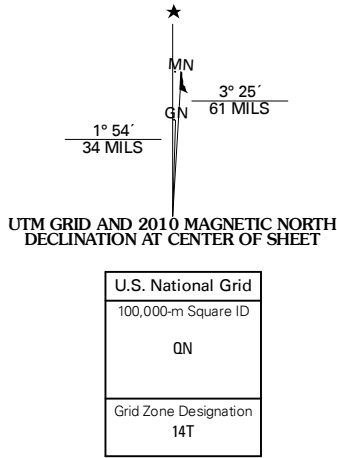 ★
MN
3° 25´
61 MILS
GN
1° 54´
34 MILS
UTM GRID AND 2010 MAGNETIC NORTH
DECLINATION AT CENTER OF SHEET
U.S. National Grid
100,000-m Square ID
QN
Grid Zone Designation
14T